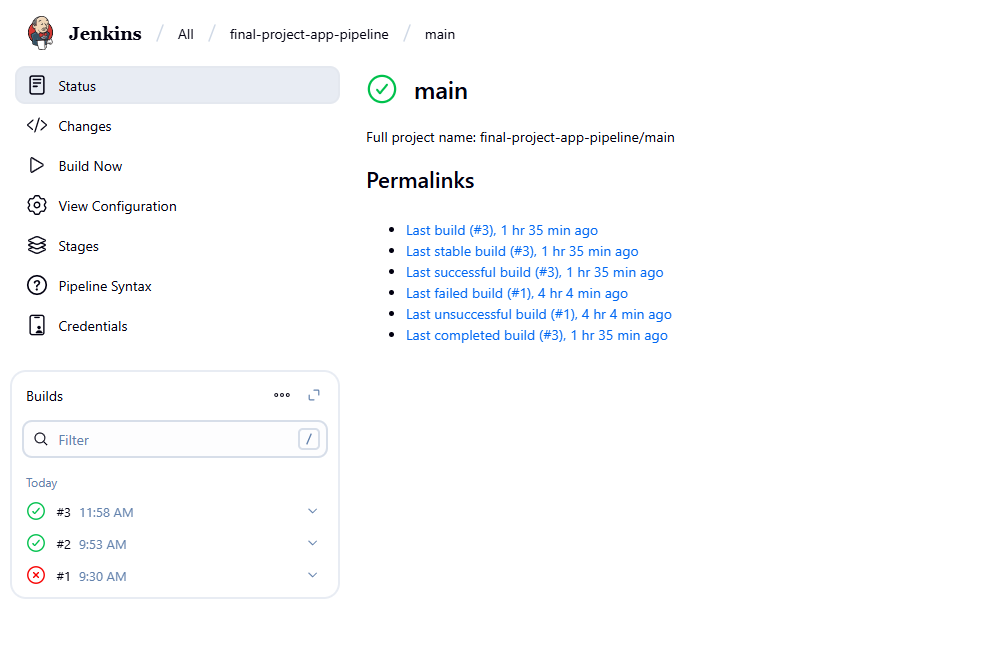 Jenkins / All / final-project-app-pipeline / main
Status
Changes
Build Now
View Configuration
Stages
Pipeline Syntax
Credentials
Builds
Filter /
Today
#3 11:58 AM
#2 9:53 AM
#1 9:30 AM
main
Full project name: final-project-app-pipeline/main
Permalinks
Last build (#3), 1 hr 35 min ago
Last stable build (#3), 1 hr 35 min ago
Last successful build (#3), 1 hr 35 min ago
Last failed build (#1), 4 hr 4 min ago
Last unsuccessful build (#1), 4 hr 4 min ago
Last completed build (#3), 1 hr 35 min ago